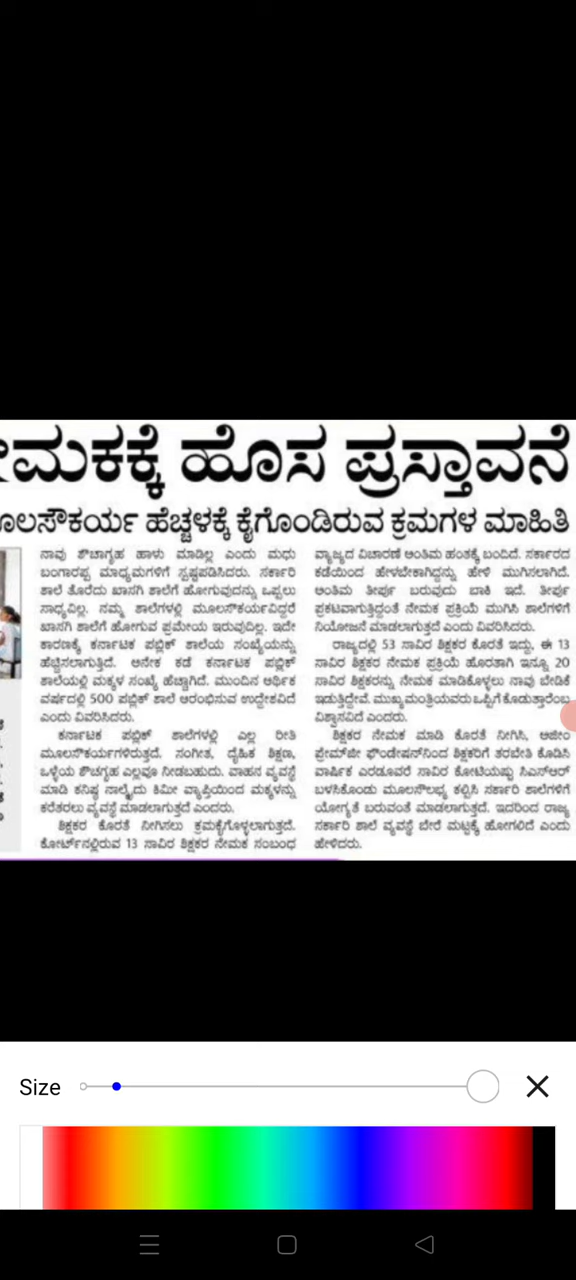 ಮಕಕ್ಕೆ ಹೊಸ ಪ್ರಸ್ತಾವನೆ
ಮೂಲಸೌಕರ್ಯ ಹೆಚ್ಚಳಕ್ಕೆ ಕೈಗೊಂಡಿರುವ ಕ್ರಮಗಳ ಮಾಹಿತಿ
ನಾವು ಶೌಚಾಗೃಹ ಹಾಳು ಮಾಡಿಲ್ಲ ಎಂದು ಮಧು
ಬಂಗಾರಪ್ಪ ಮಾಧ್ಯಮಗಳಿಗೆ ಸ್ಪಷ್ಟಪಡಿಸಿದರು. ಸರ್ಕಾರಿ
ಶಾಲೆ ತೊರೆದು ಖಾಸಗಿ ಶಾಲೆಗೆ ಹೋಗುವುದನ್ನು ಒಪ್ಪಲು
ಸಾಧ್ಯವಿಲ್ಲ. ನಮ್ಮ ಶಾಲೆಗಳಲ್ಲಿ ಮೂಲಸೌಕರ್ಯವಿದ್ದರೆ
ಖಾಸಗಿ ಶಾಲೆಗೆ ಹೋಗುವ ಪ್ರಮೇಯ ಇರುವುದಿಲ್ಲ. ಇದೇ
ಕಾರಣಕ್ಕೆ ಕರ್ನಾಟಕ ಪಬ್ಲಿಕ್ ಶಾಲೆಯ ಸಂಖ್ಯೆಯನ್ನು
ಹೆಚ್ಚಿಸಲಾಗುತ್ತಿದೆ. ಅನೇಕ ಕಡೆ ಕರ್ನಾಟಕ ಪಬ್ಲಿಕ್
ಶಾಲೆಯಲ್ಲಿ ಮಕ್ಕಳ ಸಂಖ್ಯೆ ಹೆಚ್ಚಾಗಿದೆ. ಮುಂದಿನ ಆರ್ಥಿಕ
ವರ್ಷದಲ್ಲಿ 500 ಪಬ್ಲಿಕ್ ಶಾಲೆ ಆರಂಭಿಸುವ ಉದ್ದೇಶವಿದೆ
ಎಂದು ವಿವರಿಸಿದರು.
ಕರ್ನಾಟಕ ಪಬ್ಲಿಕ್ ಶಾಲೆಗಳಲ್ಲಿ ಎಲ್ಲ ರೀತಿ
ಮೂಲಸೌಕರ್ಯಗಳಿರುತ್ತದೆ. ಸಂಗೀತ, ದೈಹಿಕ ಶಿಕ್ಷಣ,
ಒಳ್ಳೆಯ ಶೌಚಗೃಹ ಎಲ್ಲವೂ ನೀಡಬಹುದು. ವಾಹನ ವ್ಯವಸ್ಥೆ
ಮಾಡಿ ಕನಿಷ್ಠ ನಾಲ್ಕೈದು ಕಿಮೀ ವ್ಯಾಪ್ತಿಯಿಂದ ಮಕ್ಕಳನ್ನು
ಕರೆತರಲು ವ್ಯವಸ್ಥೆ ಮಾಡಲಾಗುತ್ತದೆ ಎಂದರು.
ಶಿಕ್ಷಕರ ಕೊರತೆ ನೀಗಿಸಲು ಕ್ರಮಕೈಗೊಳ್ಳಲಾಗುತ್ತದೆ.
ಕೋರ್ಟ್‌ನಲ್ಲಿರುವ 13 ಸಾವಿರ ಶಿಕ್ಷಕರ ನೇಮಕ ಸಂಬಂಧ
ವ್ಯಾಜ್ಯದ ವಿಚಾರಣೆ ಅಂತಿಮ ಹಂತಕ್ಕೆ ಬಂದಿದೆ. ಸರ್ಕಾರದ
ಕಡೆಯಿಂದ ಹೇಳಬೇಕಾಗಿದ್ದನ್ನು ಹೇಳಿ ಮುಗಿಸಲಾಗಿದೆ.
ಅಂತಿಮ ತೀರ್ಪು ಬರುವುದು ಬಾಕಿ ಇದೆ. ತೀರ್ಪು
ಪ್ರಕಟವಾಗುತ್ತಿದ್ದಂತೆ ನೇಮಕ ಪ್ರಕ್ರಿಯೆ ಮುಗಿಸಿ ಶಾಲೆಗಳಿಗೆ
ನಿಯೋಜನೆ ಮಾಡಲಾಗುತ್ತದೆ ಎಂದು ವಿವರಿಸಿದರು.
ರಾಜ್ಯದಲ್ಲಿ 53 ಸಾವಿರ ಶಿಕ್ಷಕರ ಕೊರತೆ ಇದ್ದು, ಈ 13
ಸಾವಿರ ಶಿಕ್ಷಕರ ನೇಮಕ ಪ್ರಕ್ರಿಯೆ ಹೊರತಾಗಿ ಇನ್ನೂ 20
ಸಾವಿರ ಶಿಕ್ಷಕರನ್ನು ನೇಮಕ ಮಾಡಿಕೊಳ್ಳಲು ನಾವು ಬೇಡಿಕೆ
ಇಡುತ್ತಿದ್ದೇವೆ. ಮುಖ್ಯಮಂತ್ರಿಯವರು ಒಪ್ಪಿಗೆ ಕೊಡುತ್ತಾರೆಂಬ
ವಿಶ್ವಾಸವಿದೆ ಎಂದರು.
ಶಿಕ್ಷಕರ ನೇಮಕ ಮಾಡಿ ಕೊರತೆ ನೀಗಿಸಿ, ಅಜೀಂ
ಪ್ರೇಮ್‌ಜೀ ಫೌಂಡೇಷನ್‌ನಿಂದ ಶಿಕ್ಷಕರಿಗೆ ತರಬೇತಿ ಕೊಡಿಸಿ
ವಾರ್ಷಿಕ ಎರಡೂವರೆ ಸಾವಿರ ಕೋಟಿಯಷ್ಟು ಸಿಎಸ್‌ಆರ್
ಬಳಸಿಕೊಂಡು ಮೂಲಸೌಲಭ್ಯ ಕಲ್ಪಿಸಿ ಸರ್ಕಾರಿ ಶಾಲೆಗಳಿಗೆ
ಯೋಗ್ಯತೆ ಬರುವಂತೆ ಮಾಡಲಾಗುತ್ತದೆ. ಇದರಿಂದ ರಾಜ್ಯ
ಸರ್ಕಾರಿ ಶಾಲೆ ವ್ಯವಸ್ಥೆ ಬೇರೆ ಮಟ್ಟಕ್ಕೆ ಹೋಗಲಿದೆ ಎಂದು
ಹೇಳಿದರು.
Size